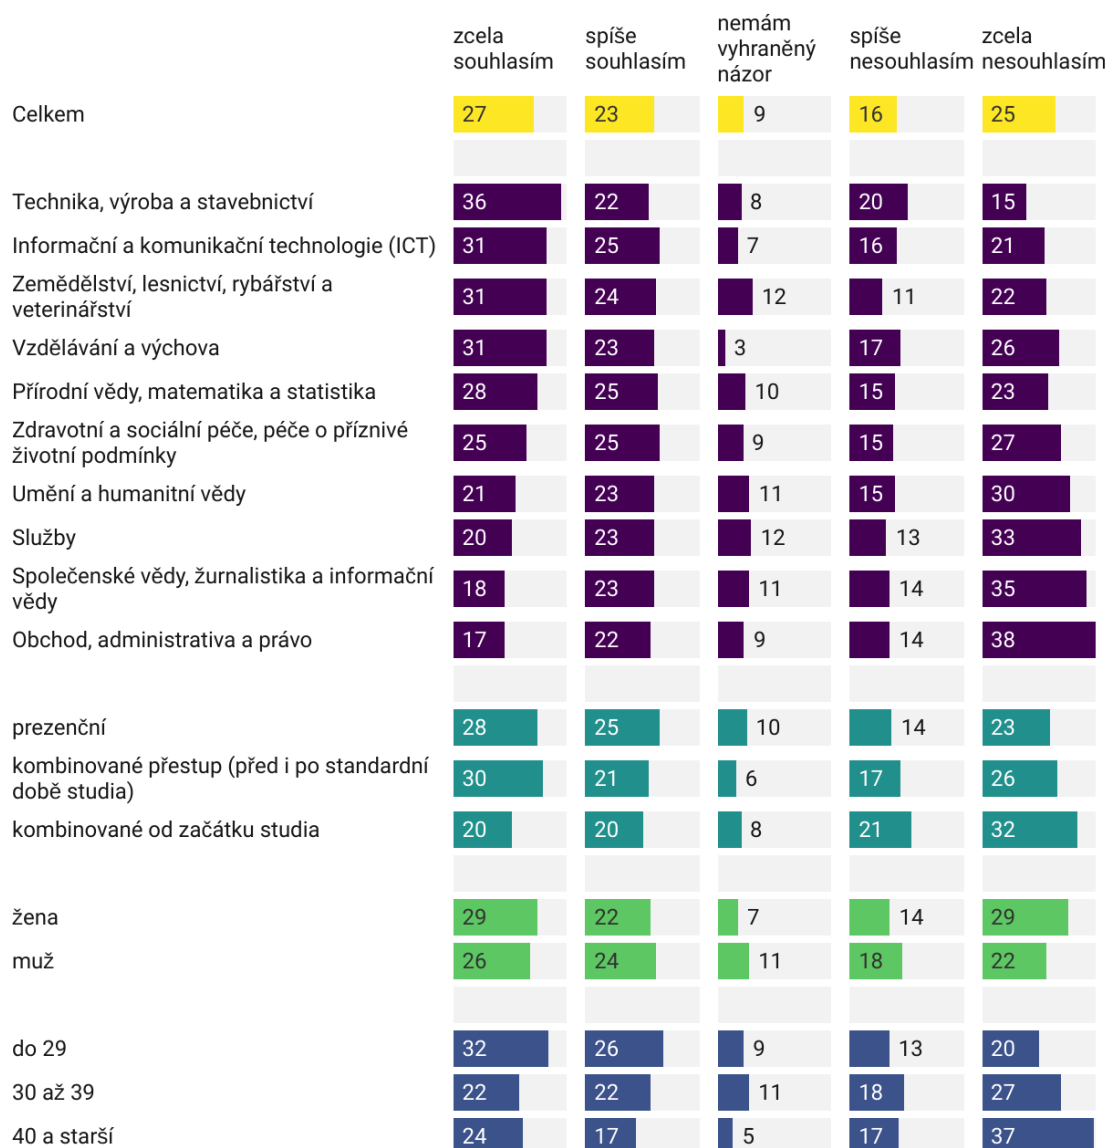 zcela souhlasím
spíše souhlasím
nemám vyhraněný názor
spíše nesouhlasím
zcela nesouhlasím
Celkem 27 23 9 16 25
Technika, výroba a stavebnictví 36 22 8 20 15
Informační a komunikační technologie (ICT) 31 25 7 16 21
Zemědělství, lesnictví, rybářství a
veterinářství 31 24 12 11 22
Vzdělávání a výchova 31 23 3 17 26
Přírodní vědy, matematika a statistika 28 25 10 15 23
Zdravotní a sociální péče, péče o příznivé
životní podmínky 25 25 9 15 27
Umění a humanitní vědy 21 23 11 15 30
Služby 20 23 12 13 33
Společenské vědy, žurnalistika a informační
vědy 18 23 11 14 35
Obchod, administrativa a právo 17 22 9 14 38
prezenční 28 25 10 14 23
kombinované přestup (před i po standardní
době studia) 30 21 6 17 26
kombinované od začátku studia 20 20 8 21 32
žena 29 22 7 14 29
muž 26 24 11 18 22
do 29 32 26 9 13 20
30 až 39 22 22 11 18 27
40 a starší 24 17 5 17 37